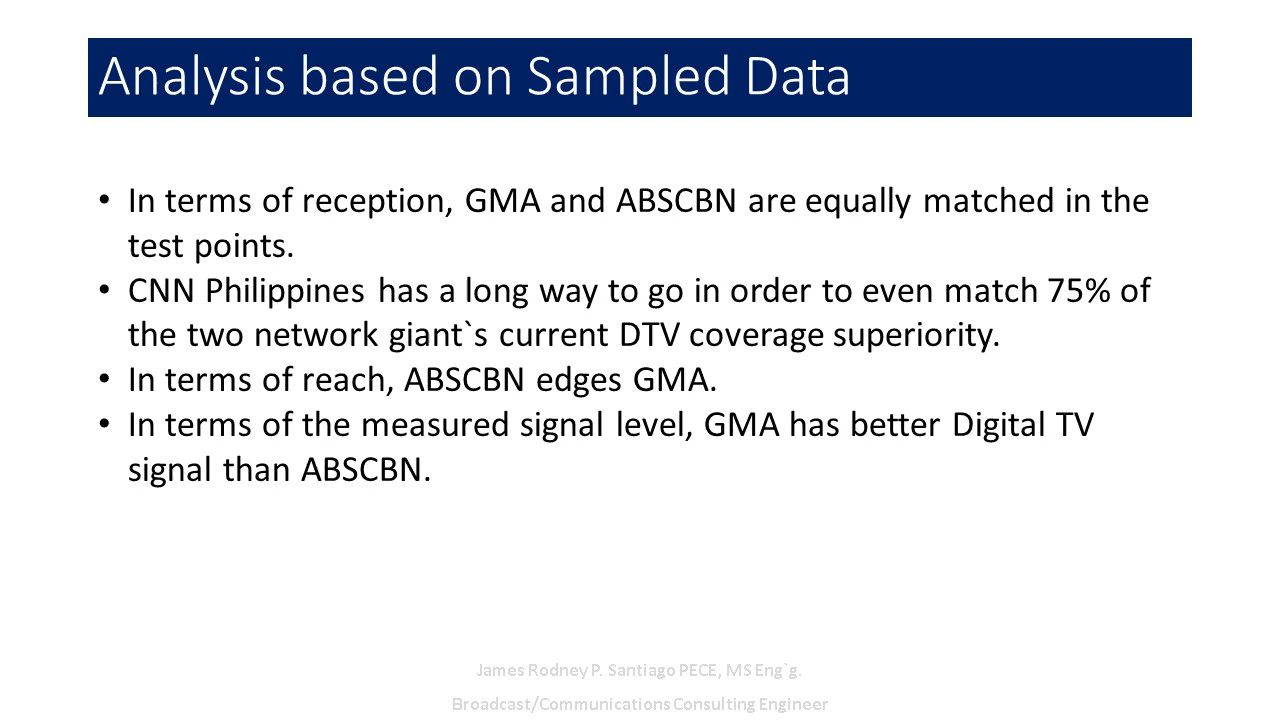 Analysis based on Sampled Data
• In terms of reception, GMA and ABSCBN are equally matched in the
test points.
• CNN Philippines has a long way to go in order to even match 75% of
the two network giant`s current DTV coverage superiority.
• In terms of reach, ABSCBN edges GMA.
• In terms of the measured signal level, GMA has better Digital TV
signal than ABSCBN.
James Rodney P. Santiago PECE, MS Eng`g.
Broadcast/Communications Consulting Engineer